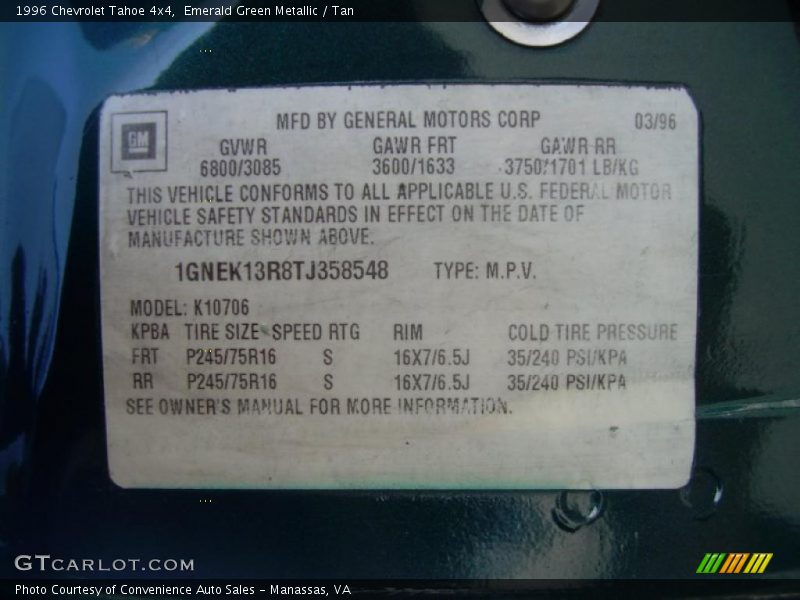 1996 Chevrolet Tahoe 4x4, Emerald Green Metallic / Tan
GM
MFD BY GENERAL MOTORS CORP 03/96
GVWR GAWR FRT GAWR RR
6800/3085 3600/1633 3750/1701 LB/KG
THIS VEHICLE CONFORMS TO ALL APPLICABLE U.S. FEDERAL MOTOR
VEHICLE SAFETY STANDARDS IN EFFECT ON THE DATE OF
MANUFACTURE SHOWN ABOVE.
1GNEK13R8TJ358548 TYPE: M.P.V.
MODEL: K10706
KPBA TIRE SIZE SPEED RTG RIM COLD TIRE PRESSURE
FRT P245/75R16 S 16X7/6.5J 35/240 PSI/KPA
RR P245/75R16 S 16X7/6.5J 35/240 PSI/KPA
SEE OWNER'S MANUAL FOR MORE INFORMATION.
GTCARLOT.COM
Photo Courtesy of Convenience Auto Sales - Manassas, VA